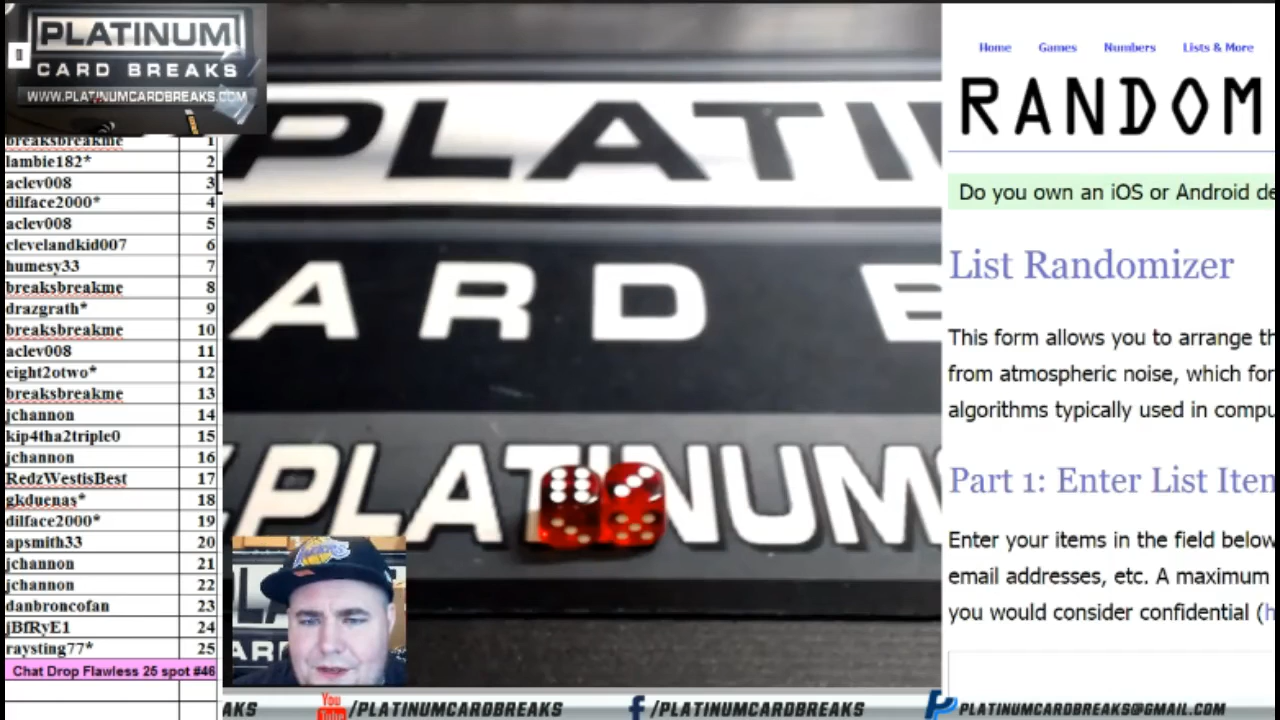 PLATINUM
CARD BREAKS
WWW.PLATINUMCARDBREAKS.COM
breaksbreakme 1
lambie182* 2
aclev008 3
dilface2000* 4
aclev008 5
clevelandkid007 6
humesy33 7
breaksbreakme 8
drazgrath* 9
breaksbreakme 10
aclev008 11
eight2otwo* 12
breaksbreakme 13
jchannon 14
kip4tha2triple0 15
jchannon 16
RedzWestisBest 17
gkduenas* 18
dilface2000* 19
apsmith33 20
jchannon 21
jchannon 22
danbroncofan 23
jBfRyE1 24
raysting77* 25
Chat Drop Flawless 25 spot #46
PLATI
ARD B
.PLATINUM
Home Games Numbers Lists & More
RANDOM
Do you own an iOS or Android de
List Randomizer
This form allows you to arrange th
from atmospheric noise, which for
algorithms typically used in compu
Part 1: Enter List Iten
Enter your items in the field below
email addresses, etc. A maximum
you would consider confidential (h
AKS
You Tube /PLATINUMCARDBREAKS
f /PLATINUMCARDBREAKS
P PLATINUMCARDBREAKS@GMAIL.COM